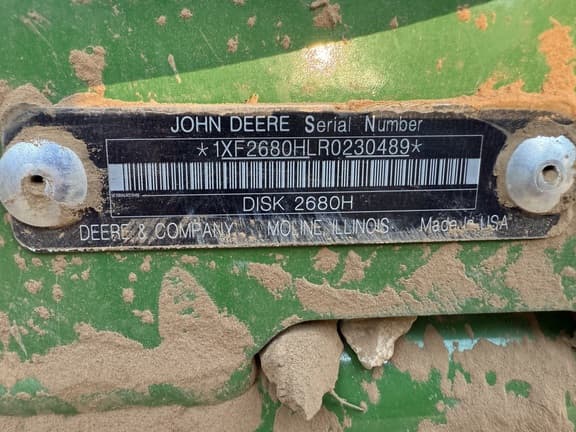 JOHN DEERE Serial Number
*1XF2680HLR0230489*
DISK 2680H
DEERE & COMPANY MOLINE, ILLINOIS Made in USA